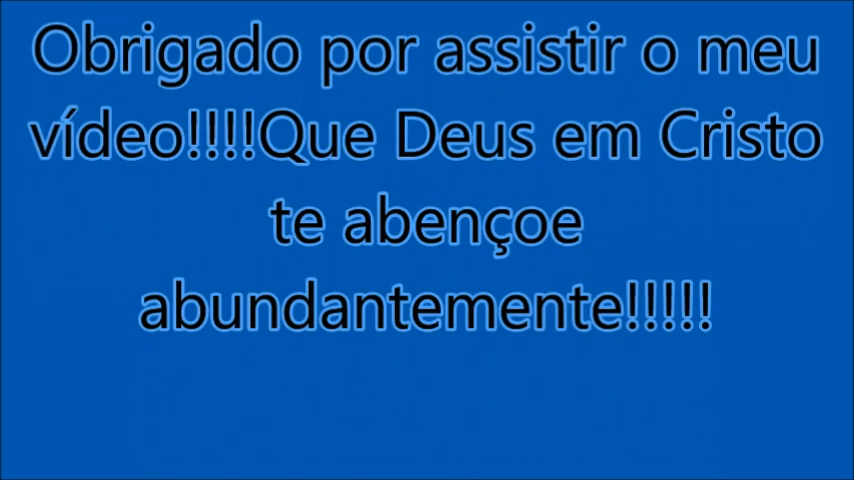 Obrigado por assistir o meu
vídeo!!!!Que Deus em Cristo
te abençoe
abundantemente!!!!!